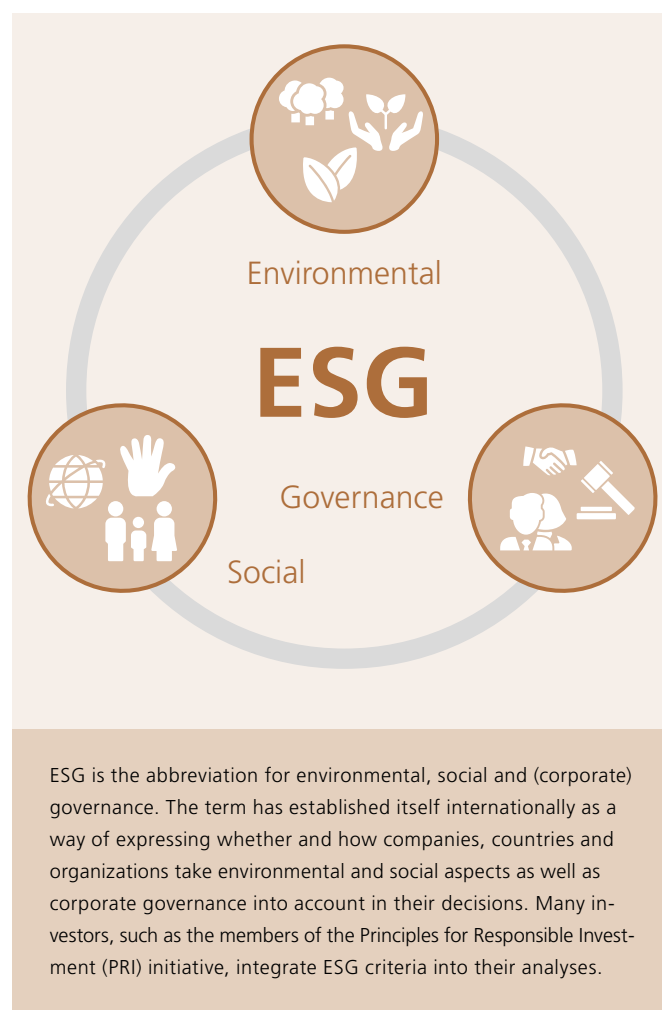 Environmental
ESG
Governance
Social
ESG is the abbreviation for environmental, social and (corporate)
governance. The term has established itself internationally as a
way of expressing whether and how companies, countries and
organizations take environmental and social aspects as well as
corporate governance into account in their decisions. Many in-
vestors, such as the members of the Principles for Responsible Invest-
ment (PRI) initiative, integrate ESG criteria into their analyses.